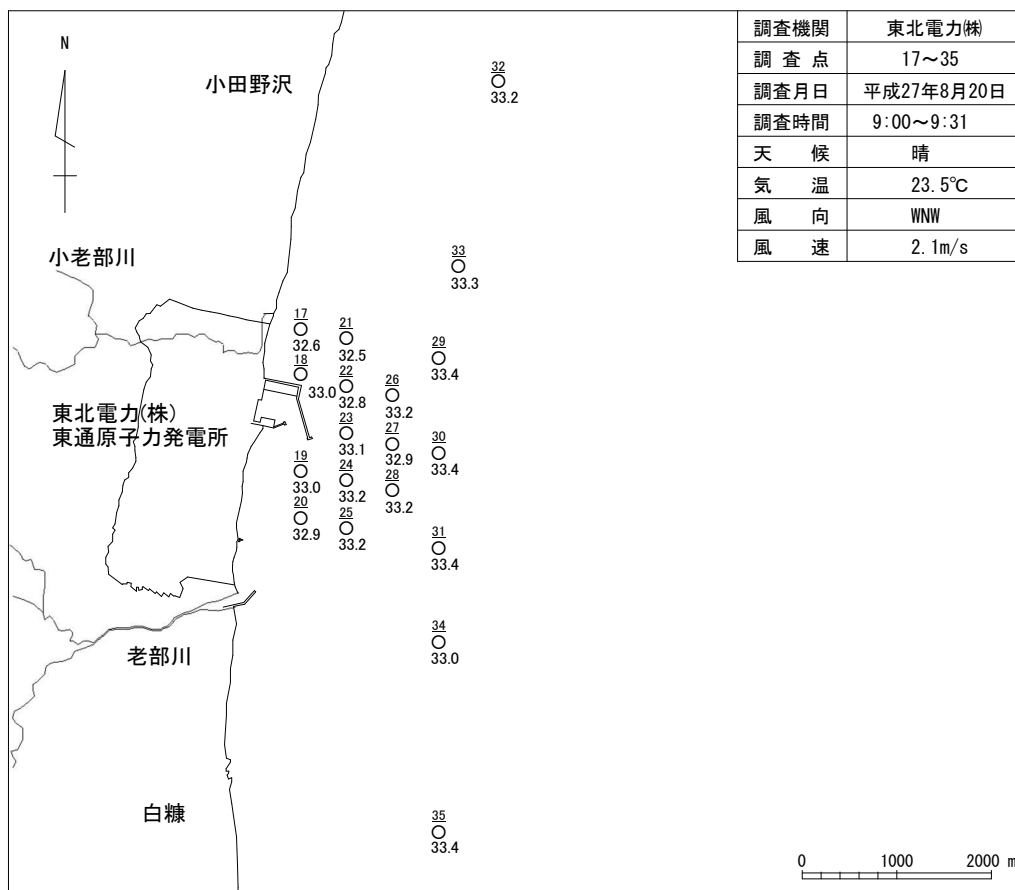 調査機関 東北電力㈱
調査点 17～35
調査月日 平成27年8月20日
調査時間 9:00～9:31
天候 晴
気温 23.5℃
風向 WNW
風速 2.1m/s
N
小田野沢
32
33.2
小老部川
33
33.3
17
32.6
21
32.5
29
33.4
18
33.0
22
32.8
26
33.2
東北電力(株)
東通原子力発電所
23
33.1
27
32.9
30
33.4
19
33.0
24
33.2
28
33.2
20
32.9
25
33.2
31
33.4
34
33.0
老部川
白糠
35
33.4
0 1000 2000 m